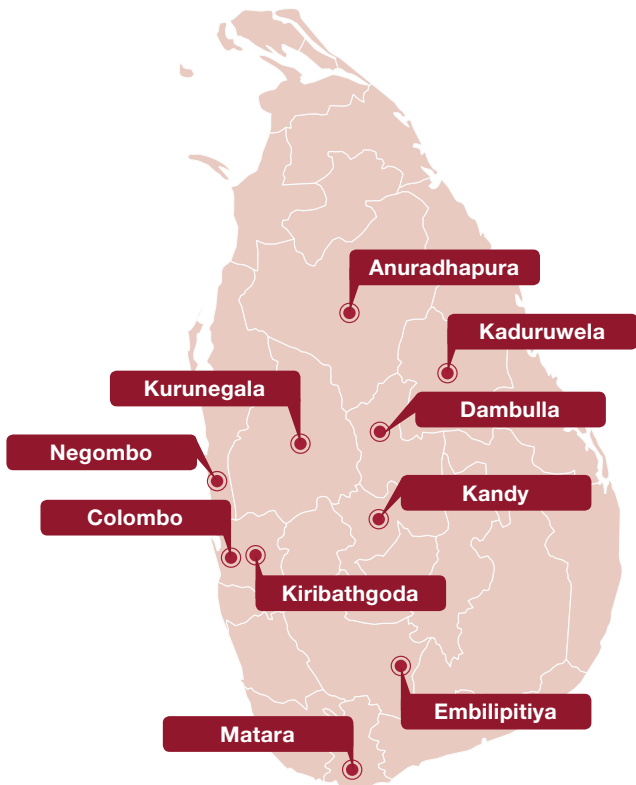 Anuradhapura
Kaduruwela
Kurunegala
Dambulla
Negombo
Kandy
Colombo
Kiribathgoda
Embilipitiya
Matara